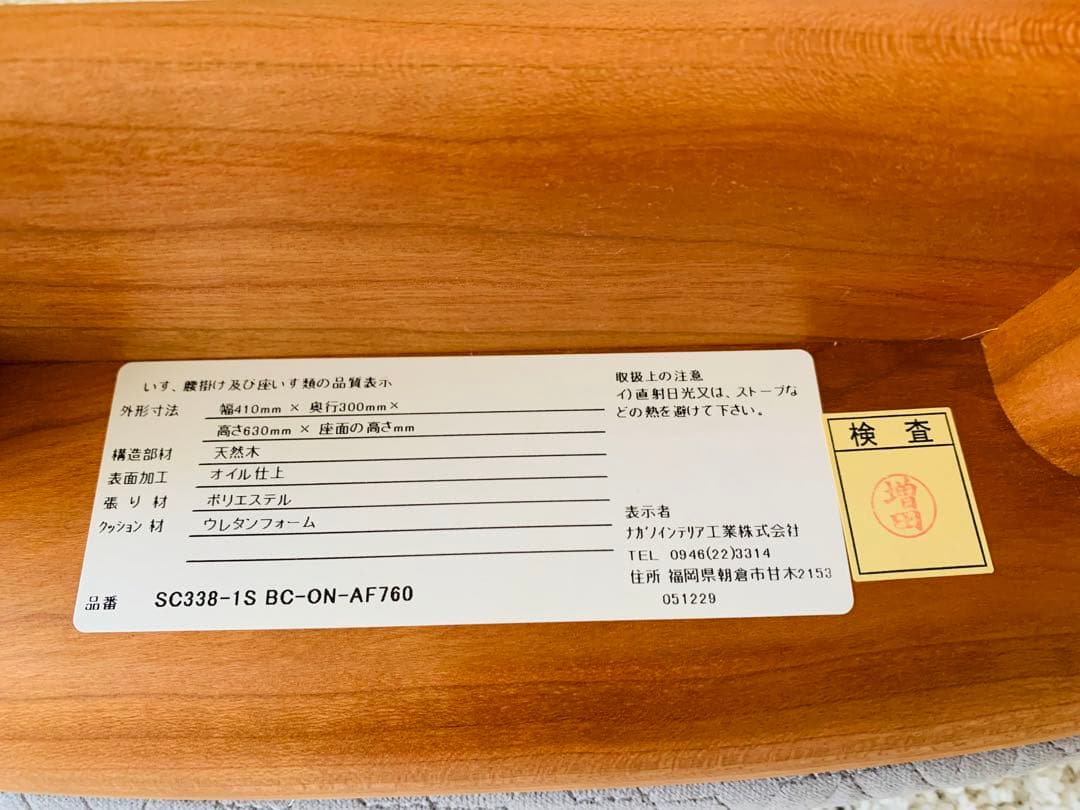 いす、腰掛け及び座いす類の品質表示
外形寸法 幅410mm × 奥行300mm×
高さ630mm × 座面の高さmm
構造部材 天然木
表面加工 オイル仕上
張り材 ポリエステル
クッション材 ウレタンフォーム
品番 SC338-1S BC-ON-AF760
取扱上の注意
イ)直射日光又は、ストーブな
どの熱を避けて下さい。
表示者
ナガノインテリア工業株式会社
TEL 0946(22)3314
住所 福岡県朝倉市甘木2153
051229
検査
増田